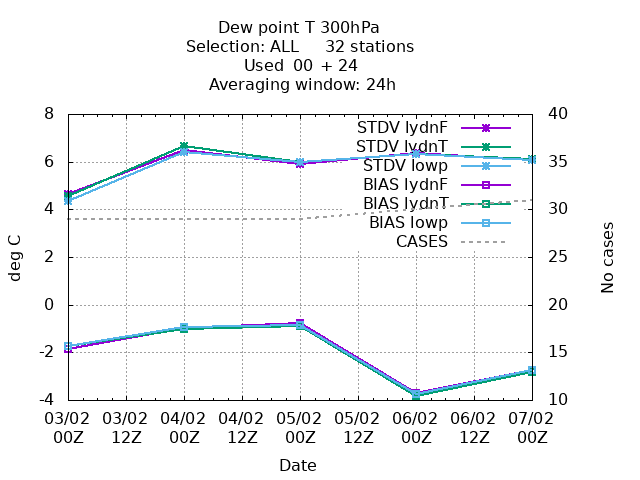 Dew point T 300hPa
Selection: ALL 32 stations
Used 00 + 24
Averaging window: 24h
8
6
4
2
0
-2
-4
deg C
40
35
30
25
20
15
10
No cases
STDV lydnF
STDV lydnT
STDV lowp
BIAS lydnF
BIAS lydnT
BIAS lowp
CASES
03/02 03/02 04/02 04/02 05/02 05/02 06/02 06/02 07/02
00Z 12Z 00Z 12Z 00Z 12Z 00Z 12Z 00Z
Date